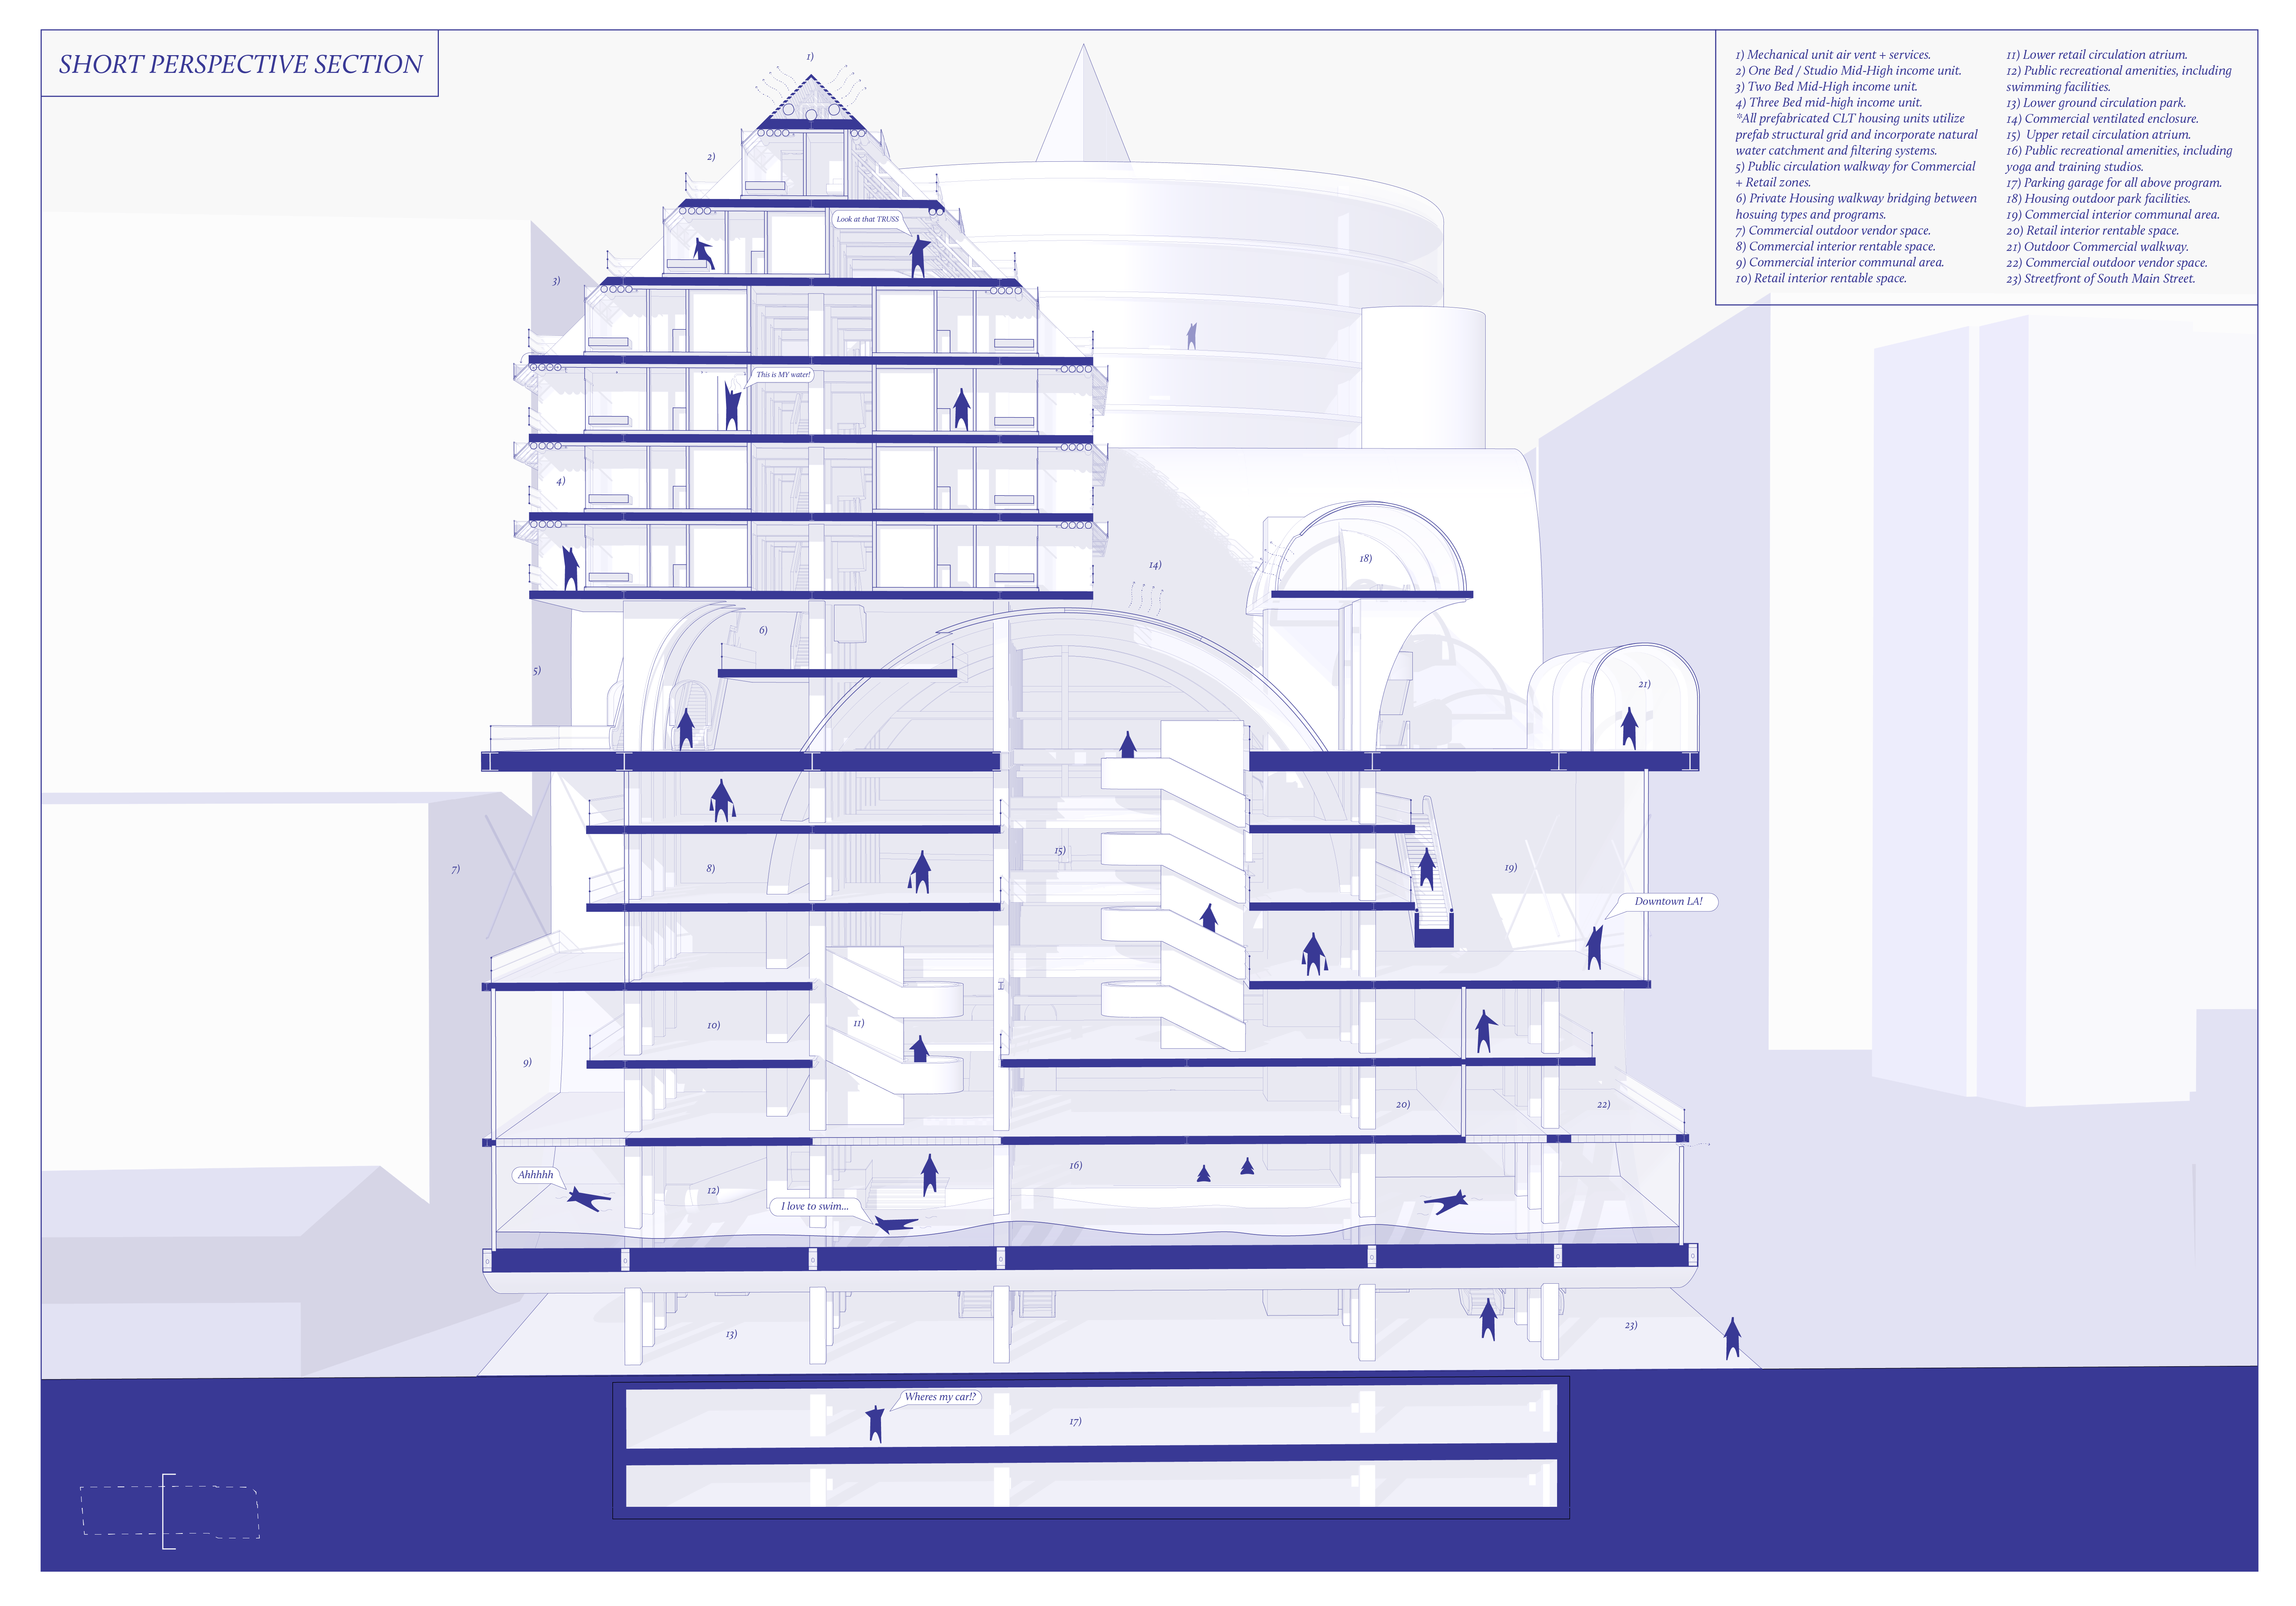 SHORT PERSPECTIVE SECTION
1) Mechanical unit air vent + services.
2) One Bed / Studio Mid-High income unit.
3) Two Bed Mid-High income unit.
4) Three Bed mid-high income unit.
*All prefabricated CLT housing units utilize
prefab structural grid and incorporate natural
water catchment and filtering systems.
5) Public circulation walkway for Commercial
+ Retail zones.
6) Private Housing walkway bridging between
hosuing types and programs.
7) Commercial outdoor vendor space.
8) Commercial interior rentable space.
9) Commercial interior communal area.
10) Retail interior rentable space.
11) Lower retail circulation atrium.
12) Public recreational amenities, including
swimming facilities.
13) Lower ground circulation park.
14) Commercial ventilated enclosure.
15) Upper retail circulation atrium.
16) Public recreational amenities, including
yoga and training studios.
17) Parking garage for all above program.
18) Housing outdoor park facilities.
19) Commercial interior communal area.
20) Retail interior rentable space.
21) Outdoor Commercial walkway.
22) Commercial outdoor vendor space.
23) Streetfront of South Main Street.
1)
2)
Look at that TRUSS
3)
This is MY water!
4)
14)
18)
6)
5)
21)
15)
8)
7)
19)
Downtown LA!
10)
11)
9)
20)
22)
16)
Ahhhhh
12)
I love to swim...
13)
23)
Wheres my car!?
17)